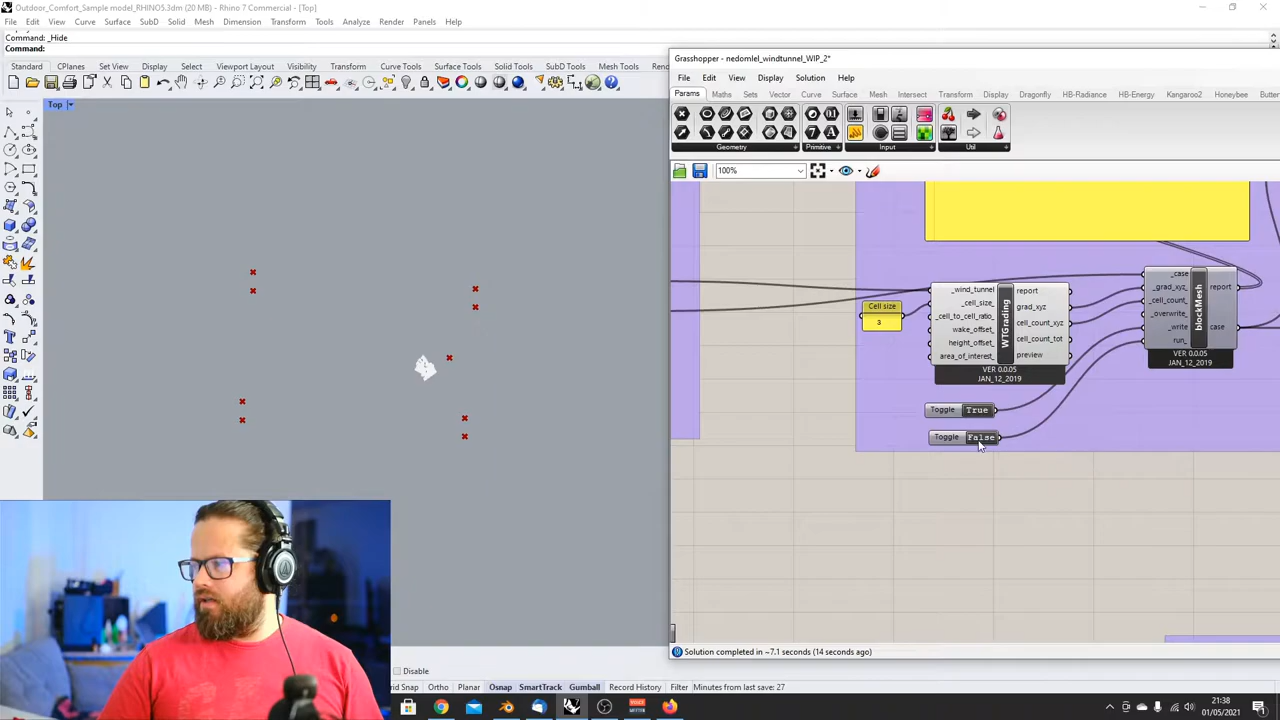 Outdoor_Comfort_Sample model_RHINO5.3dm (20 MB) - Rhino 7 Commercial - [Top]
File Edit View Curve Surface SubD Solid Mesh Dimension Transform Tools Analyze Render Panels Help
Command: _Hide
Command:
Standard CPlanes Set View Display Select Viewport Layout Visibility Transform Curve Tools Surface Tools Solid Tools SubD Tools Mesh Tools
Top
Grasshopper - nedomlel_windtunnel_WIP_2*
File Edit View Display Solution Help
Params Maths Sets Vector Curve Surface Mesh Intersect Transform Display Dragonfly HB-Radiance HB-Energy Kangaroo2 Honeybee
Geometry Primitive Input Util
100%
Cell size
3
_wind_tunnel
_cell_size_
_cell_to_cell_ratio_
wake_offset_
height_offset_
area_of_interest_
WTGrading
report
grad_xyz
cell_count_xyz
cell_count_tot
preview
VER 0.0.05
JAN_12_2019
_case
_grad_xyz_
_cell_count_
_overwrite_
_write
run_
blockMesh
report
case
VER 0.0.05
JAN_12_2019
Toggle True
Toggle False
Solution completed in ~7.1 seconds (14 seconds ago)
Disable
rid Snap Ortho Planar Osnap SmartTrack Gumball Record History Filter Minutes from last save: 27
21:38
01/05/2021